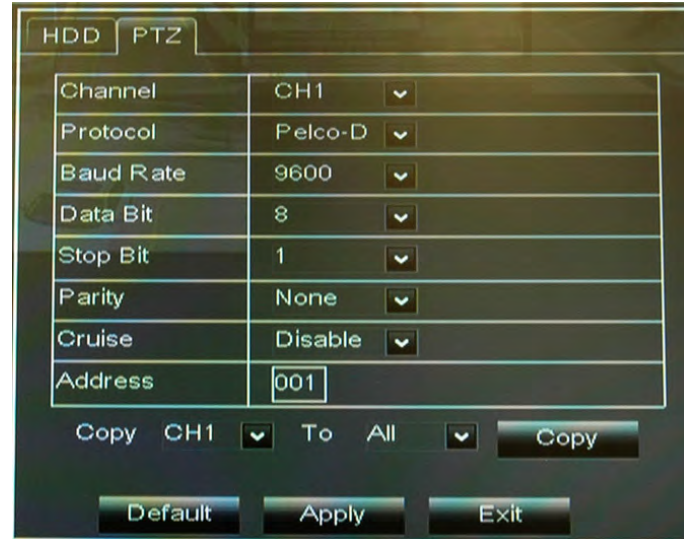 HDD PTZ
Channel CH1
Protocol Pelco-D
Baud Rate 9600
Data Bit 8
Stop Bit 1
Parity None
Cruise Disable
Address 001
Copy CH1 To All Copy
Default Apply Exit